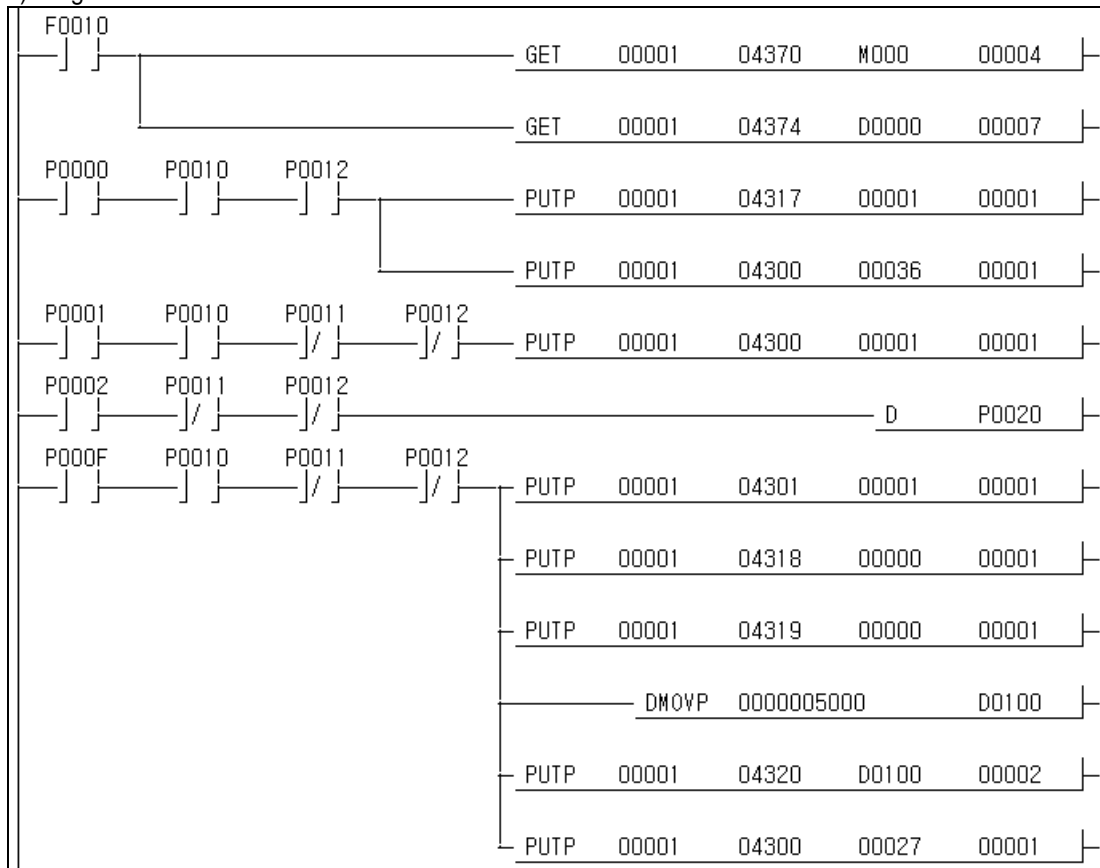 F0010
GET 00001 04370 M000 00004
GET 00001 04374 D0000 00007
P0000 P0010 P0012
PUTP 00001 04317 00001 00001
PUTP 00001 04300 00036 00001
P0001 P0010 P0011 P0012
PUTP 00001 04300 00001 00001
P0002 P0011 P0012
D P0020
P000F P0010 P0011 P0012
PUTP 00001 04301 00001 00001
PUTP 00001 04318 00000 00001
PUTP 00001 04319 00000 00001
DMOVP 0000005000 D0100
PUTP 00001 04320 D0100 00002
PUTP 00001 04300 00027 00001